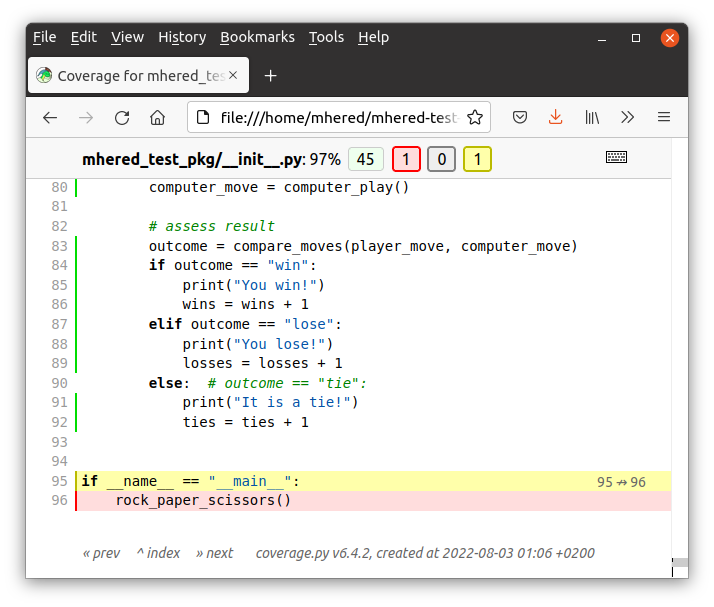 File Edit View History Bookmarks Tools Help
Coverage for mhered_tes
file:///home/mhered/mhered-test-
mhered_test_pkg/__init__.py: 97% 45 1 0 1
80 computer_move = computer_play()
81
82 # assess result
83 outcome = compare_moves(player_move, computer_move)
84 if outcome == "win":
85 print("You win!")
86 wins = wins + 1
87 elif outcome == "lose":
88 print("You lose!")
89 losses = losses + 1
90 else:  # outcome == "tie":
91 print("It is a tie!")
92 ties = ties + 1
93
94
95 if __name__ == "__main__": 95 ↛ 96
96 rock_paper_scissors()
« prev ^ index » next coverage.py v6.4.2, created at 2022-08-03 01:06 +0200